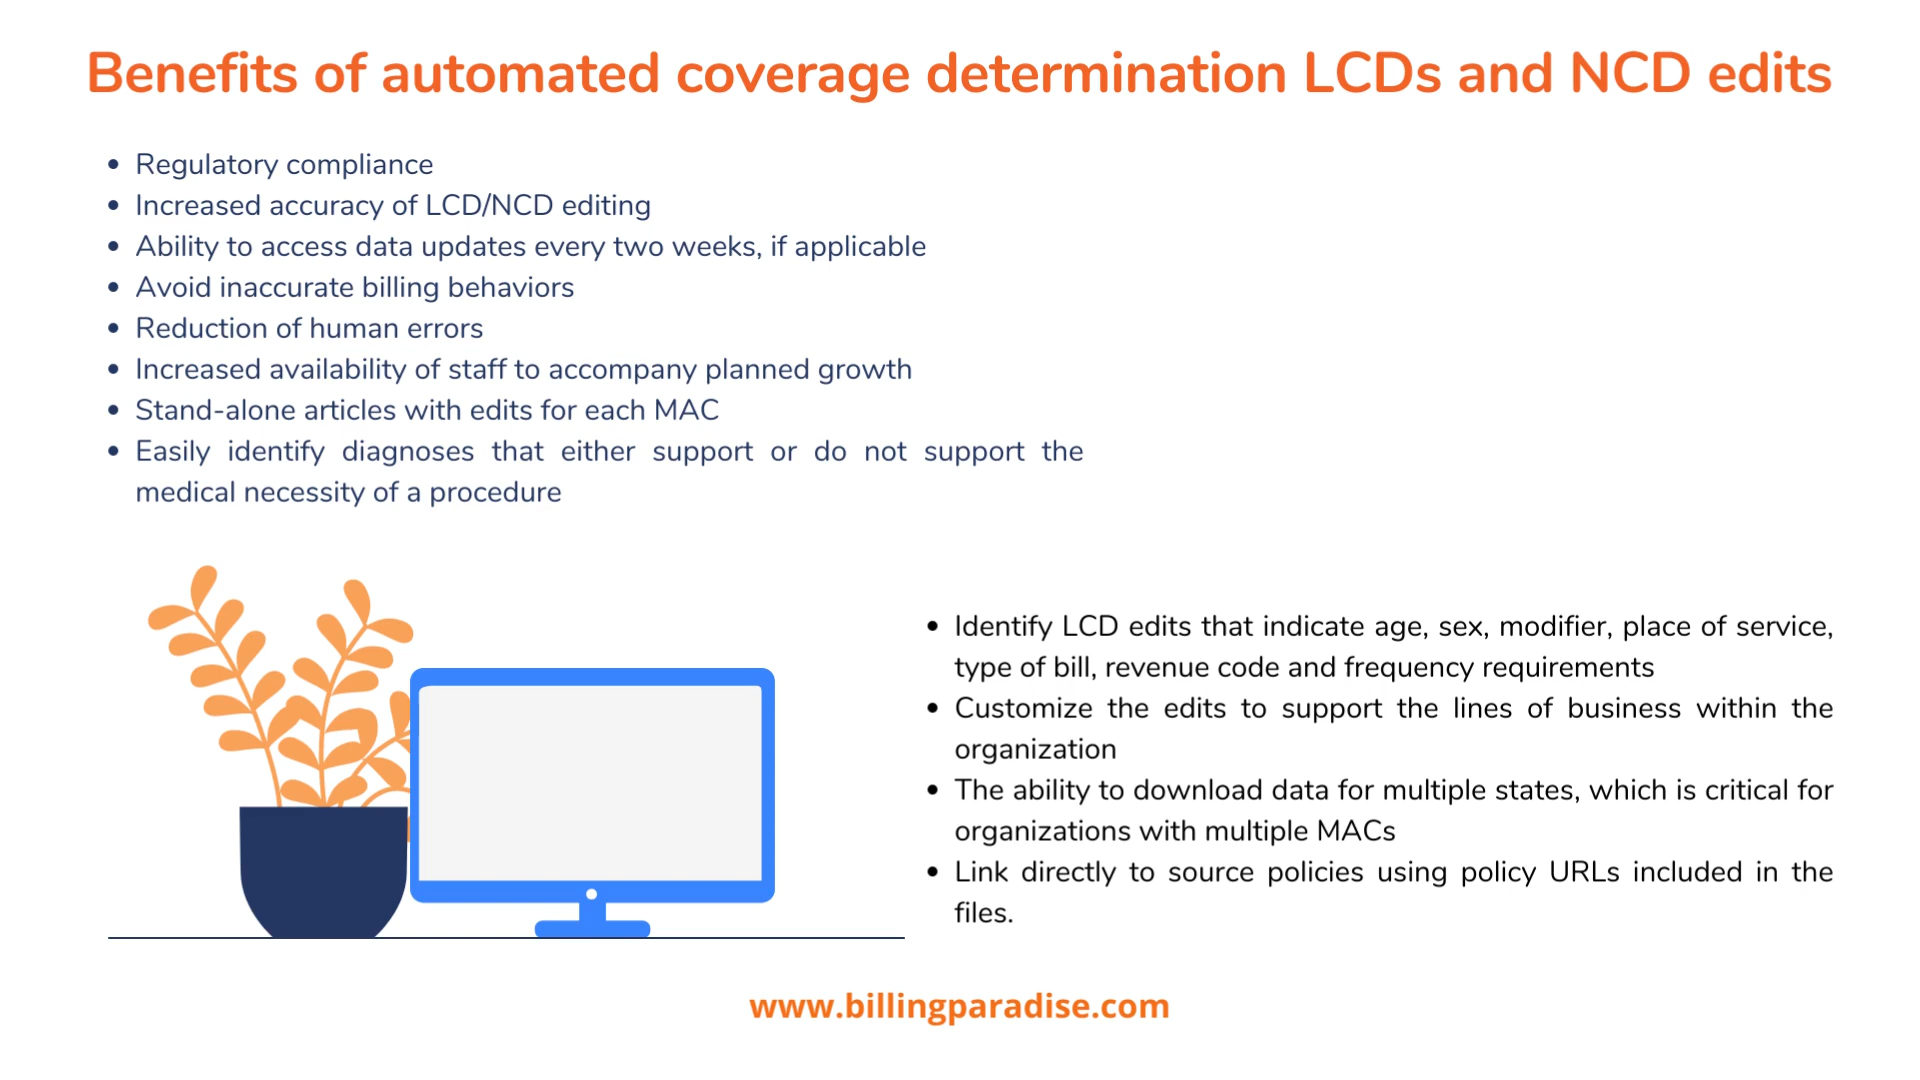 Benefits of automated coverage determination LCDs and NCD edits
• Regulatory compliance
• Increased accuracy of LCD/NCD editing
• Ability to access data updates every two weeks, if applicable
• Avoid inaccurate billing behaviors
• Reduction of human errors
• Increased availability of staff to accompany planned growth
• Stand-alone articles with edits for each MAC
• Easily identify diagnoses that either support or do not support the
medical necessity of a procedure
• Identify LCD edits that indicate age, sex, modifier, place of service,
type of bill, revenue code and frequency requirements
• Customize the edits to support the lines of business within the
organization
• The ability to download data for multiple states, which is critical for
organizations with multiple MACs
• Link directly to source policies using policy URLs included in the
files.
www.billingparadise.com